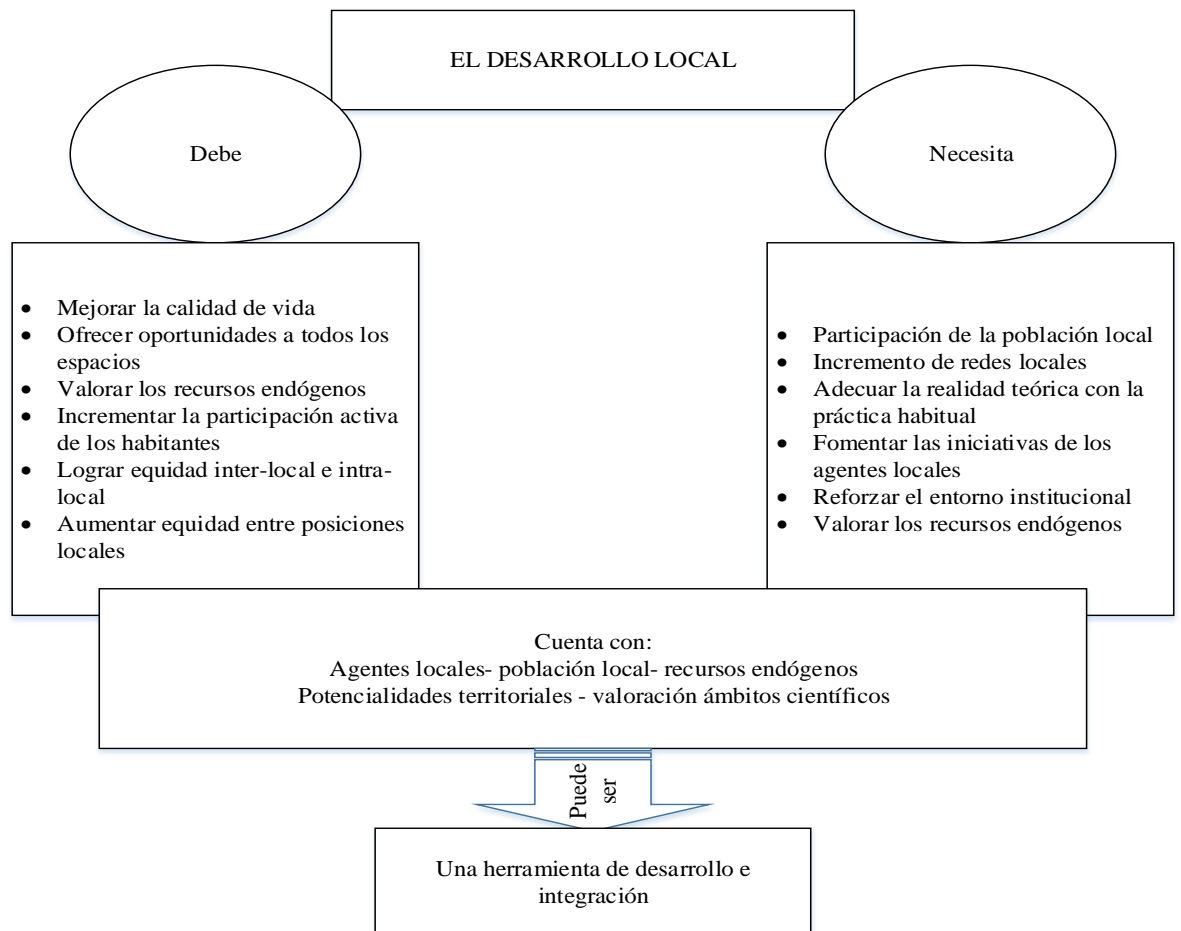 EL DESARROLLO LOCAL
Debe
Necesita
• Mejorar la calidad de vida
• Ofrecer oportunidades a todos los
espacios
• Valorar los recursos endógenos
• Incrementar la participación activa
de los habitantes
• Lograr equidad inter-local e intra-
local
• Aumentar equidad entre posiciones
locales
• Participación de la población local
• Incremento de redes locales
• Adecuar la realidad teórica con la
práctica habitual
• Fomentar las iniciativas de los
agentes locales
• Reforzar el entorno institucional
• Valorar los recursos endógenos
Cuenta con:
Agentes locales- población local- recursos endógenos
Potencialidades territoriales - valoración ámbitos científicos
Puede
ser
Una herramienta de desarrollo e
integración